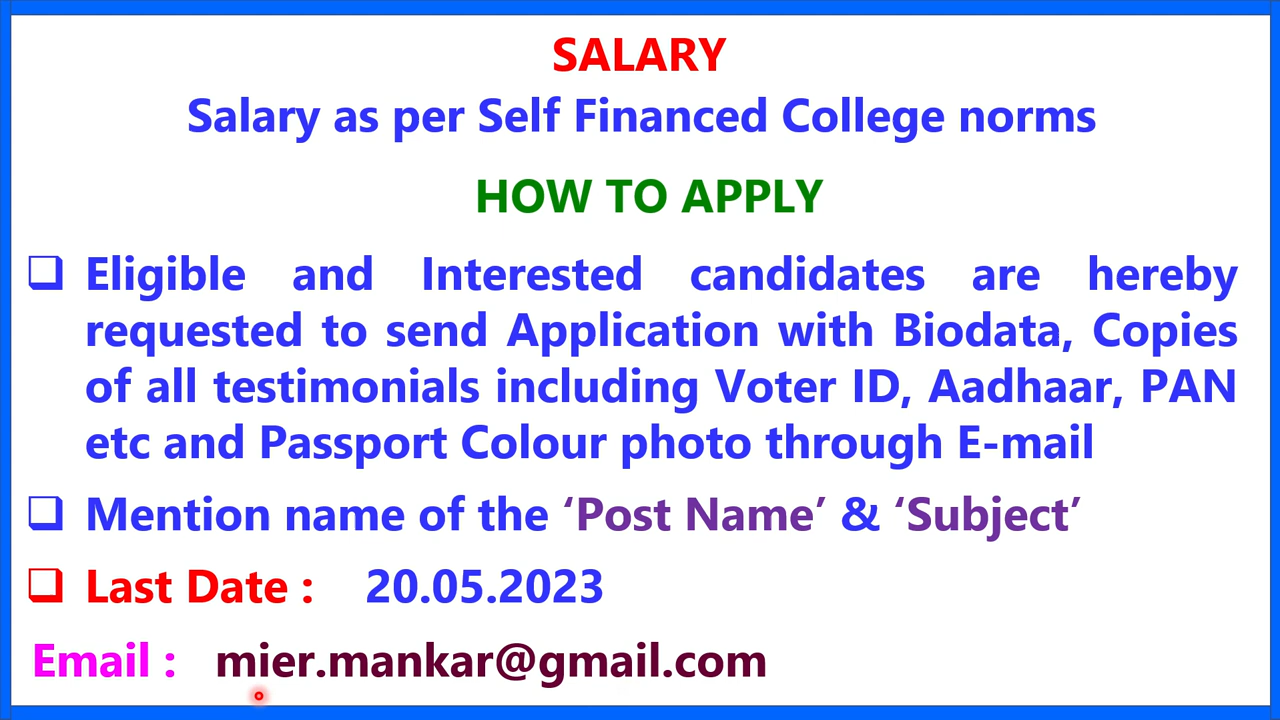 SALARY
Salary as per Self Financed College norms
HOW TO APPLY
❑ Eligible and Interested candidates are hereby
requested to send Application with Biodata, Copies
of all testimonials including Voter ID, Aadhaar, PAN
etc and Passport Colour photo through E-mail
❑ Mention name of the ‘Post Name’ & ‘Subject’
❑ Last Date : 20.05.2023
Email : mier.mankar@gmail.com